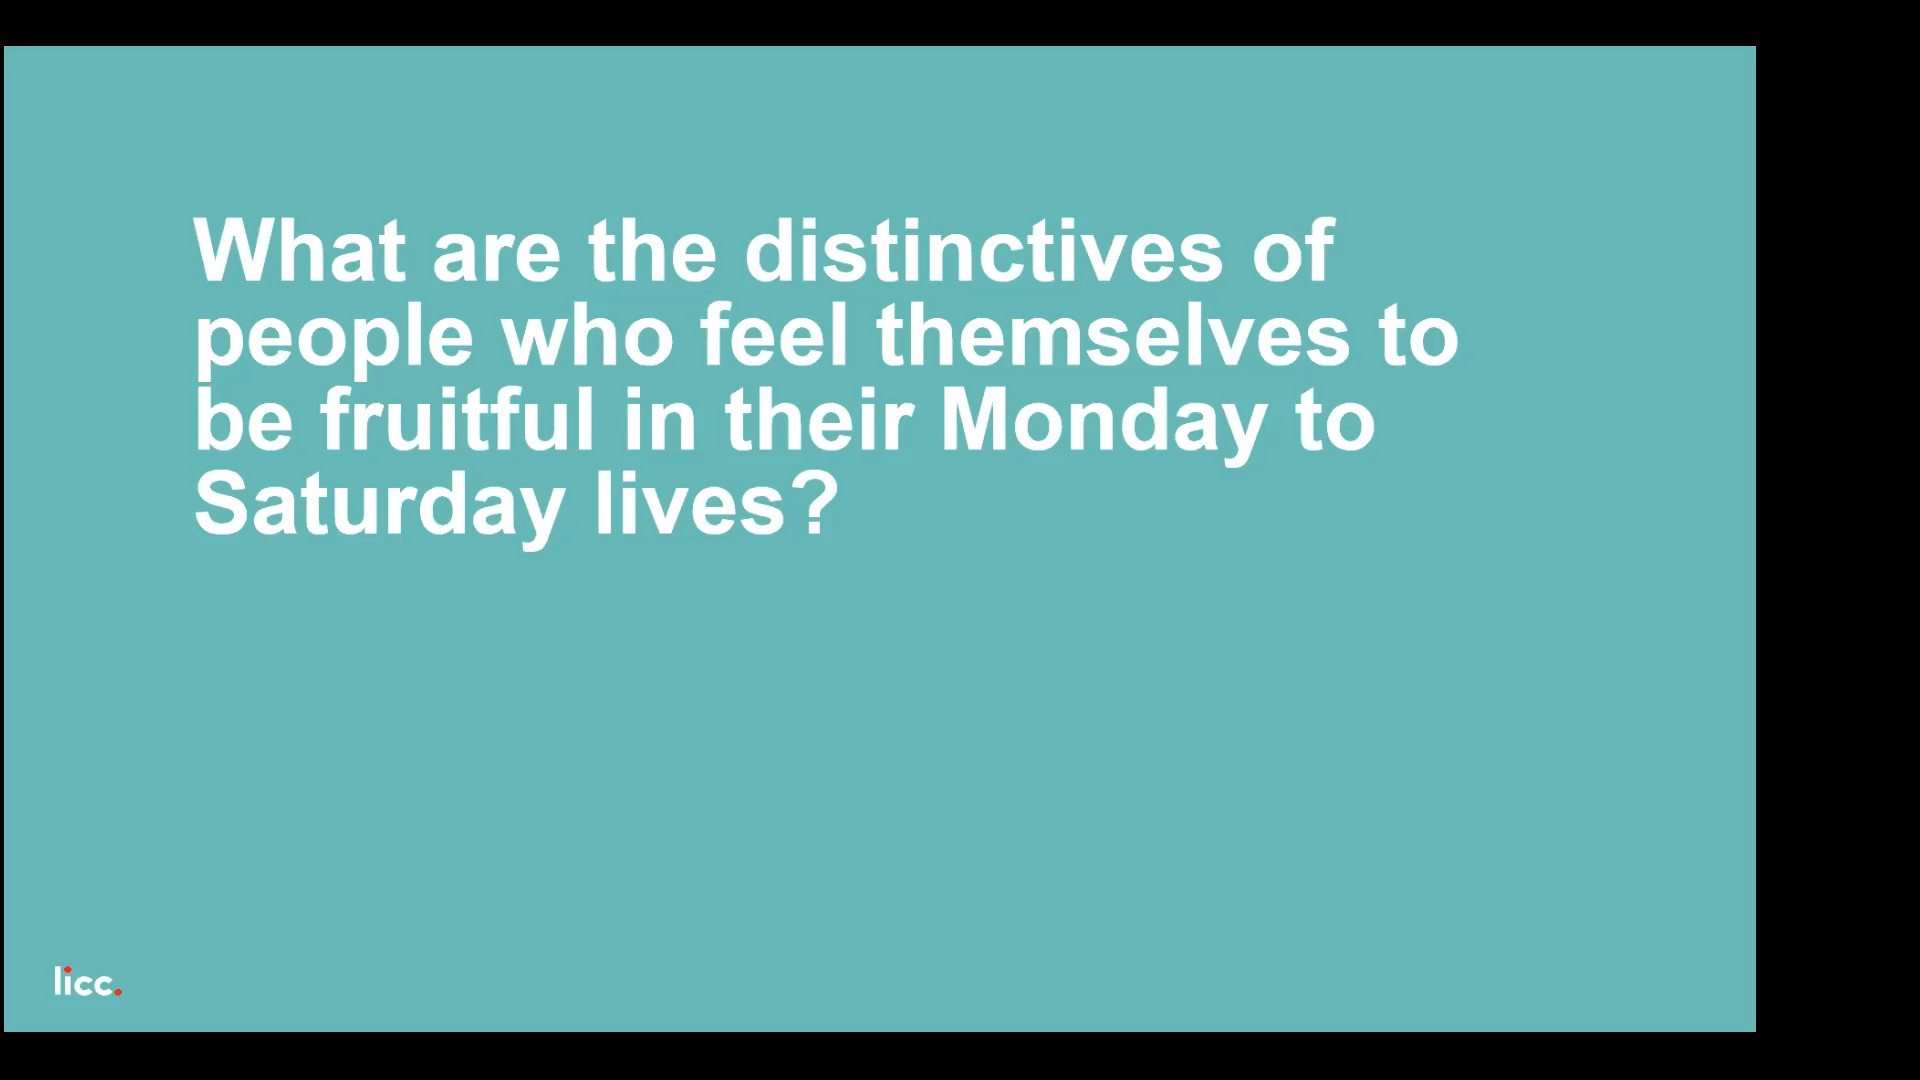 What are the distinctives of
people who feel themselves to
be fruitful in their Monday to
Saturday lives?
licc.